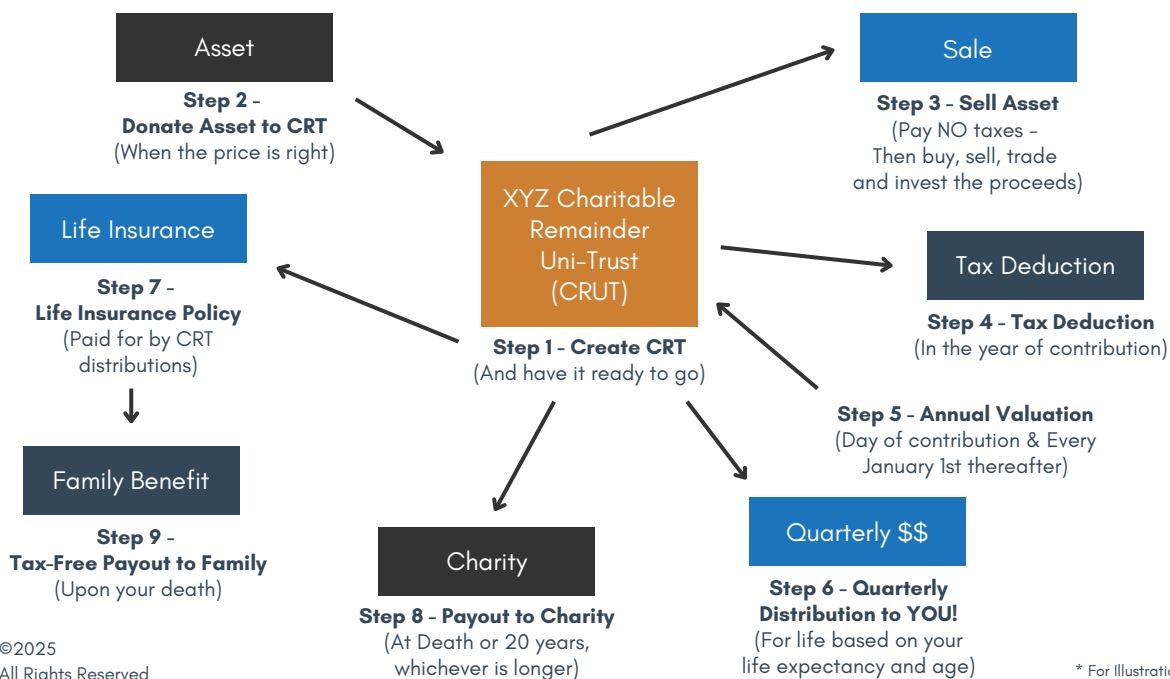 Asset
Step 2 -
Donate Asset to CRT
(When the price is right)
Sale
Step 3 - Sell Asset
(Pay NO taxes -
Then buy, sell, trade
and invest the proceeds)
XYZ Charitable
Remainder
Uni-Trust
(CRUT)
Step 1 - Create CRT
(And have it ready to go)
Life Insurance
Step 7 -
Life Insurance Policy
(Paid for by CRT
distributions)
Tax Deduction
Step 4 - Tax Deduction
(In the year of contribution)
Step 5 - Annual Valuation
(Day of contribution & Every
January 1st thereafter)
Family Benefit
Step 9 -
Tax-Free Payout to Family
(Upon your death)
Charity
Step 8 - Payout to Charity
(At Death or 20 years,
whichever is longer)
Quarterly $$
Step 6 - Quarterly
Distribution to YOU!
(For life based on your
life expectancy and age)
©2025
All Rights Reserved
* For